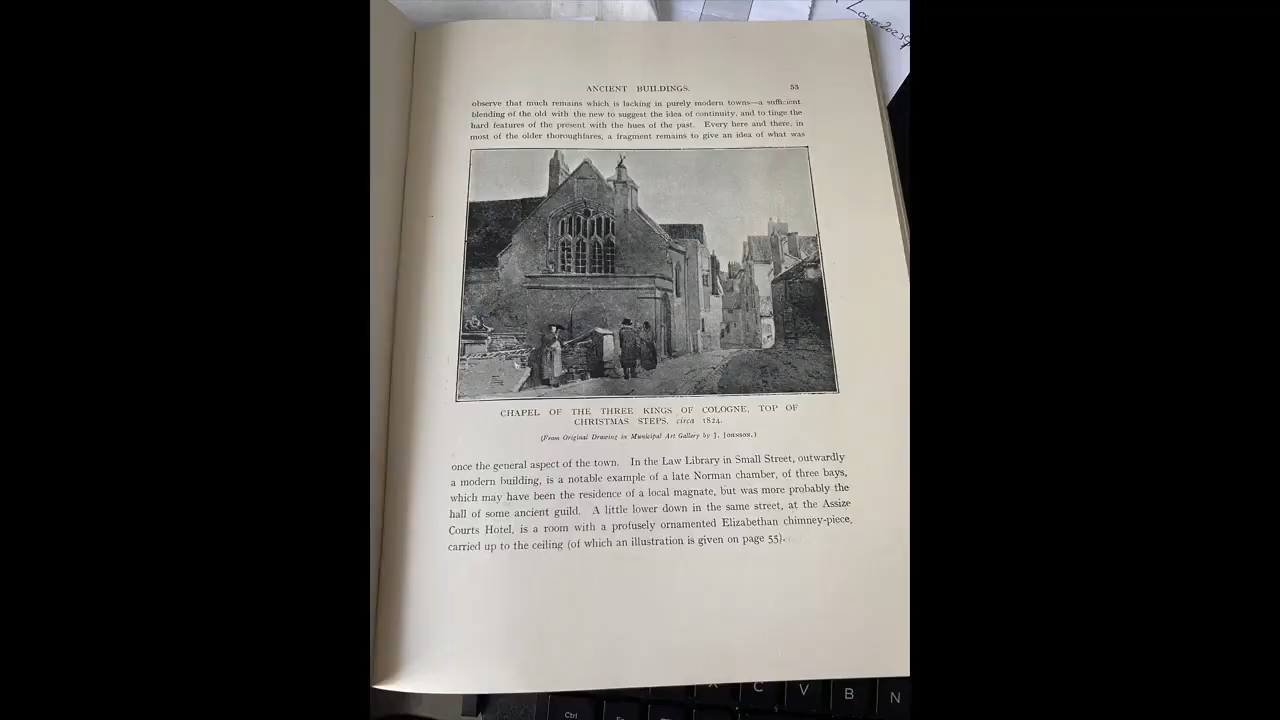 ANCIENT BUILDINGS. 53
observe that much remains which is lacking in purely modern towns—a sufficient
blending of the old with the new to suggest the idea of continuity, and to tinge the
hard features of the present with the hues of the past. Every here and there, in
most of the older thoroughfares, a fragment remains to give an idea of what was
CHAPEL OF THE THREE KINGS OF COLOGNE, TOP OF
CHRISTMAS STEPS, circa 1824.
(From Original Drawing in Municipal Art Gallery by J. JOHNSON.)
once the general aspect of the town. In the Law Library in Small Street, outwardly
a modern building, is a notable example of a late Norman chamber, of three bays,
which may have been the residence of a local magnate, but was more probably the
hall of some ancient guild. A little lower down in the same street, at the Assize
Courts Hotel, is a room with a profusely ornamented Elizabethan chimney-piece,
carried up to the ceiling (of which an illustration is given on page 55).
C V B N
Ctrl